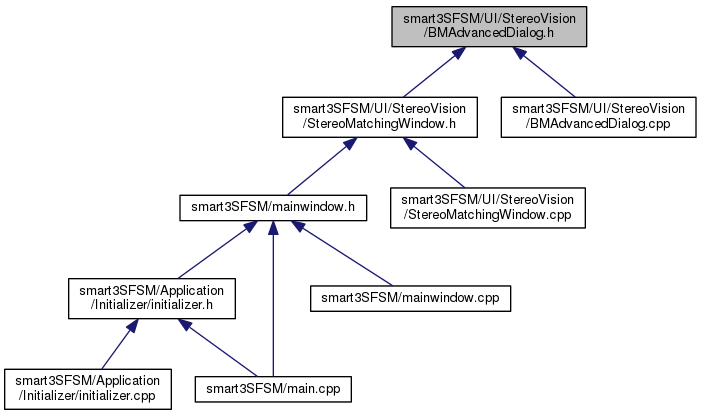 smart3SFSM/UI/StereoVision
/BMAdvancedDialog.h
smart3SFSM/UI/StereoVision
/StereoMatchingWindow.h
smart3SFSM/UI/StereoVision
/BMAdvancedDialog.cpp
smart3SFSM/mainwindow.h
smart3SFSM/UI/StereoVision
/StereoMatchingWindow.cpp
smart3SFSM/Application
/Initializer/initializer.h
smart3SFSM/mainwindow.cpp
smart3SFSM/Application
/Initializer/initializer.cpp
smart3SFSM/main.cpp